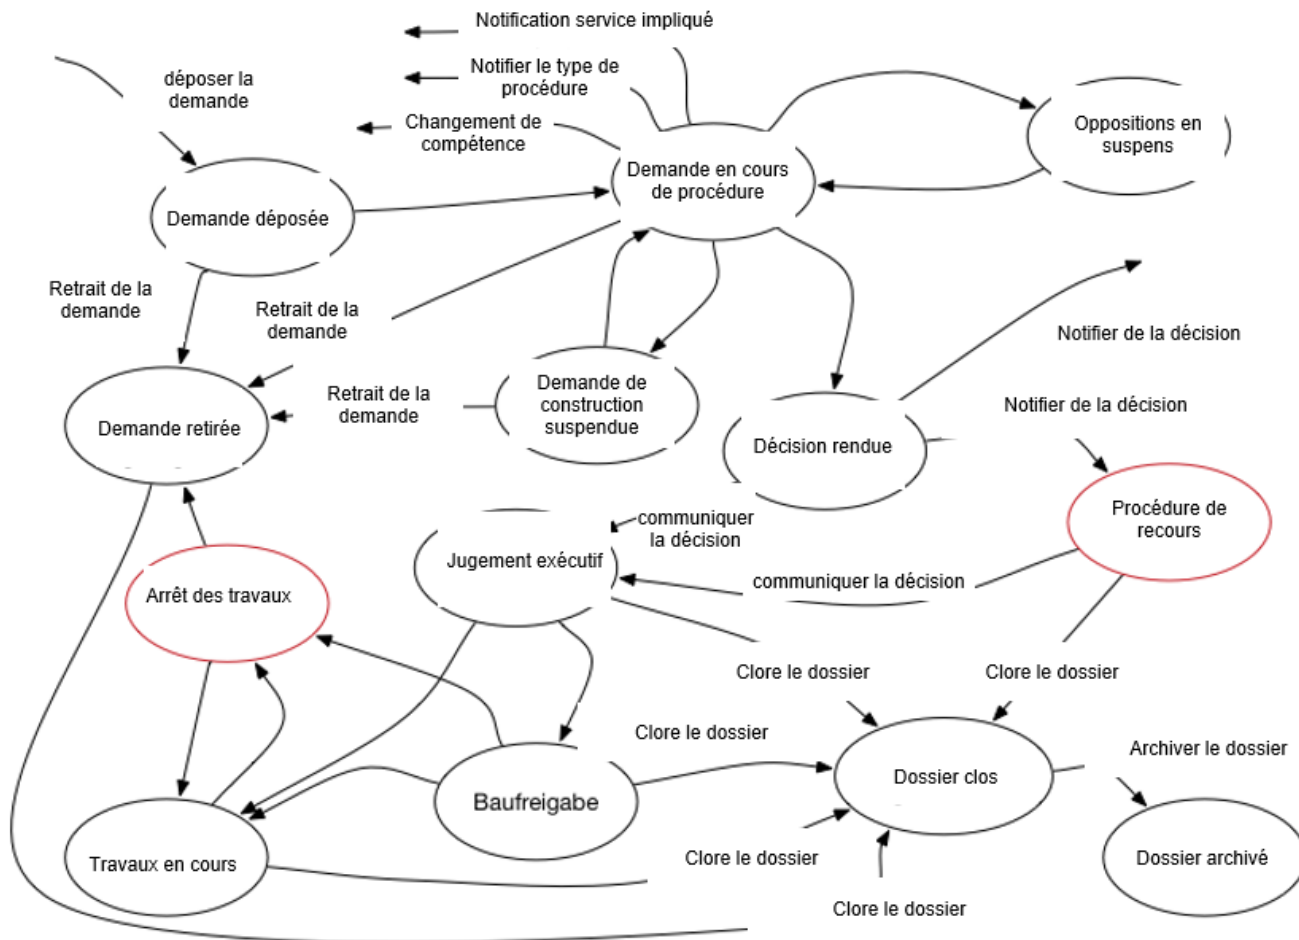 Notification service impliqué
Notifier le type de
procédure
déposer la
demande
Changement de
compétence
Oppositions en
suspens
Demande en cours
de procédure
Demande déposée
Retrait de la
demande
Retrait de la
demande
Notifier de la décision
Retrait de la
demande
Demande de
construction
suspendue
Notifier de la décision
Demande retirée
Décision rendue
Procédure de
recours
communiquer
la décision
Jugement exécutif
communiquer la décision
Arrêt des travaux
Clore le dossier
Clore le dossier
Clore le dossier
Archiver le dossier
Dossier clos
Baufreigabe
Travaux en cours
Clore le dossier
Dossier archivé
Clore le dossier